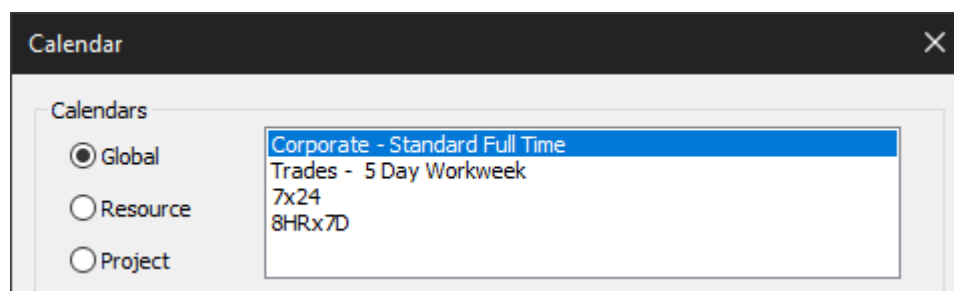 Calendar
Calendars
Global
Resource
Project
Corporate - Standard Full Time
Trades -  5 Day Workweek
7x24
8HRx7D